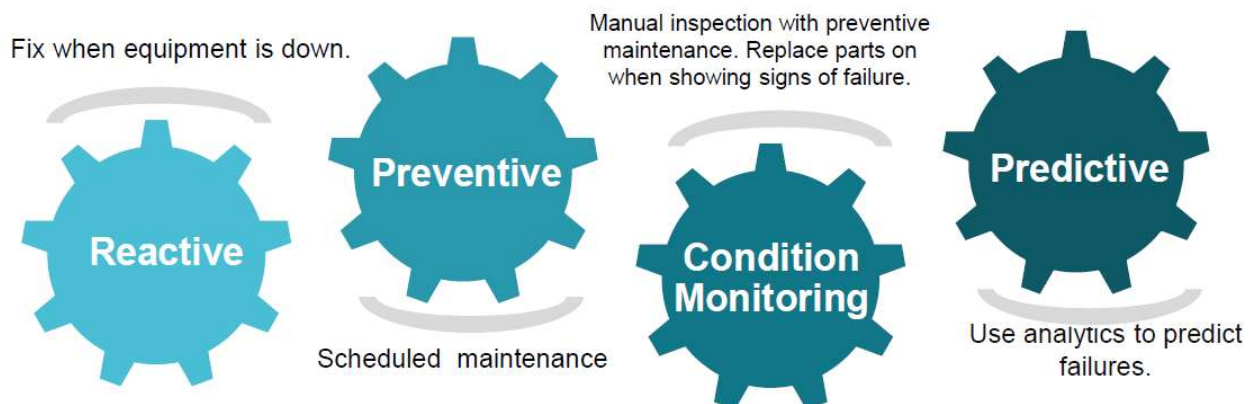 Fix when equipment is down.
Reactive
Preventive
Scheduled maintenance
Manual inspection with preventive
maintenance. Replace parts on
when showing signs of failure.
Condition
Monitoring
Predictive
Use analytics to predict
failures.